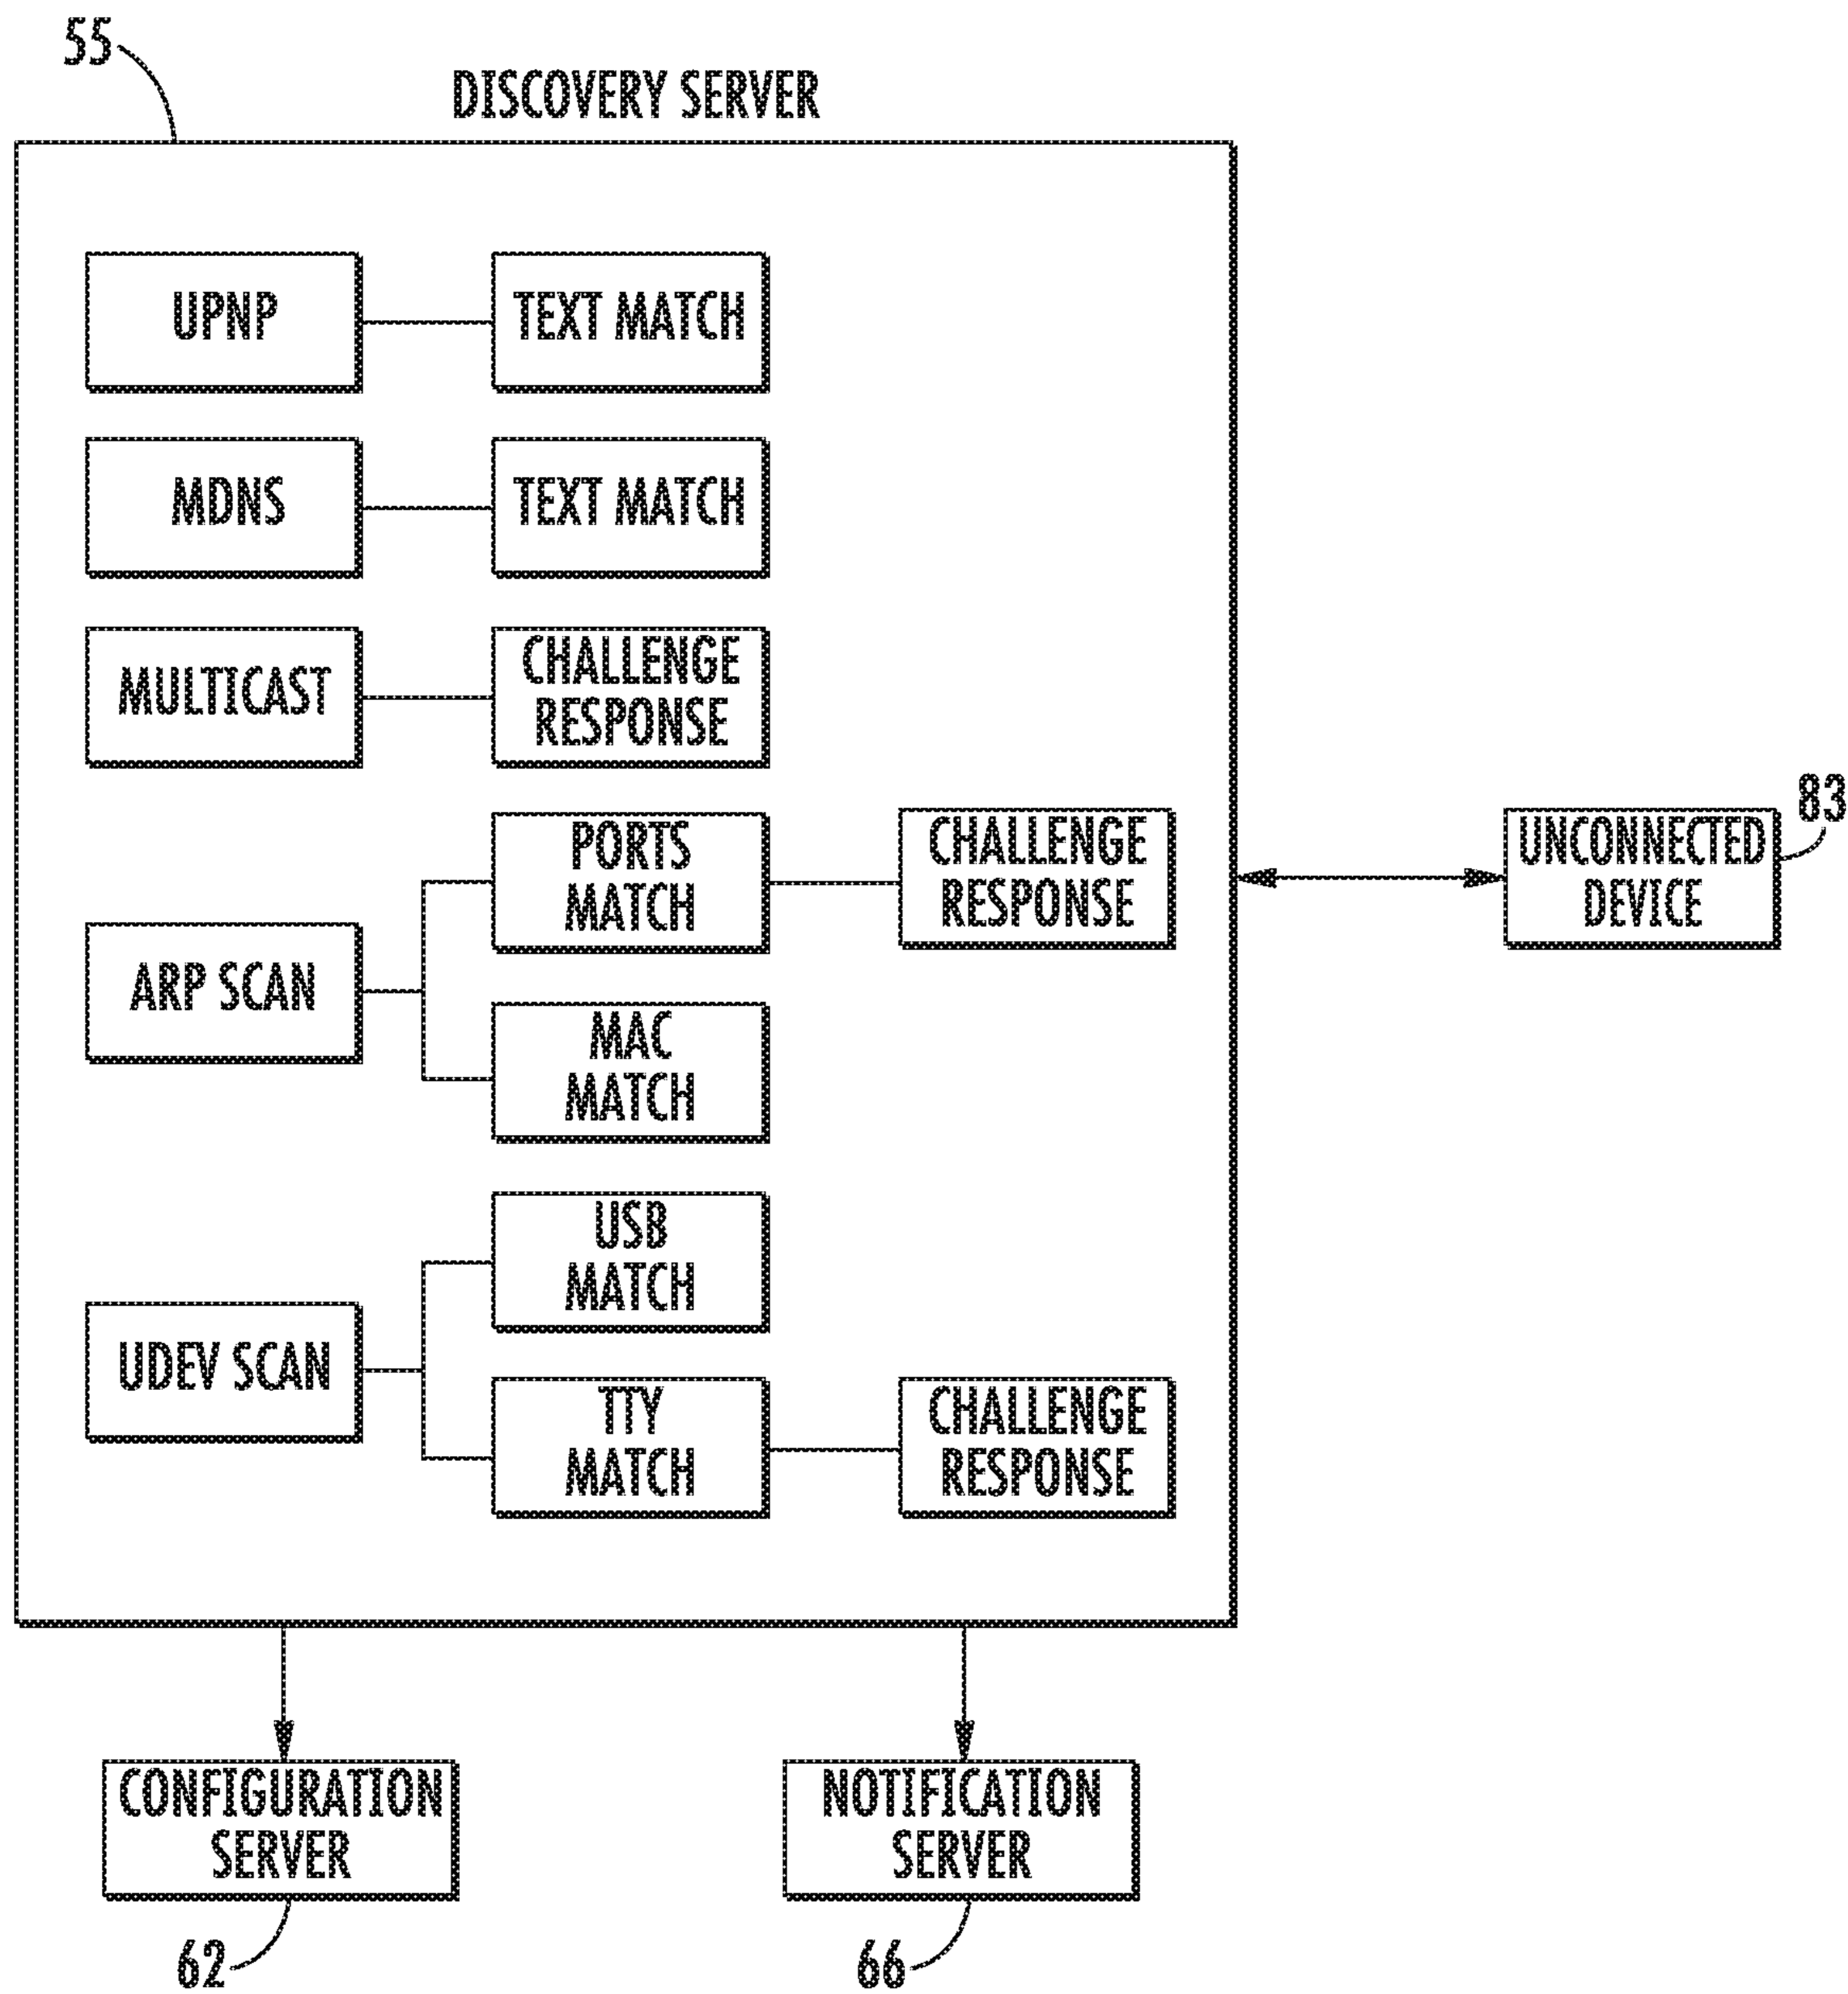 55
DISCOVERY SERVER
UPNP
TEXT MATCH
MDNS
TEXT MATCH
MULTICAST
CHALLENGE
RESPONSE
ARP SCAN
PORTS
MATCH
CHALLENGE
RESPONSE
MAC
MATCH
UDEV SCAN
USB
MATCH
TTY
MATCH
CHALLENGE
RESPONSE
UNCONNECTED
DEVICE
83
CONFIGURATION
SERVER
62
NOTIFICATION
SERVER
66